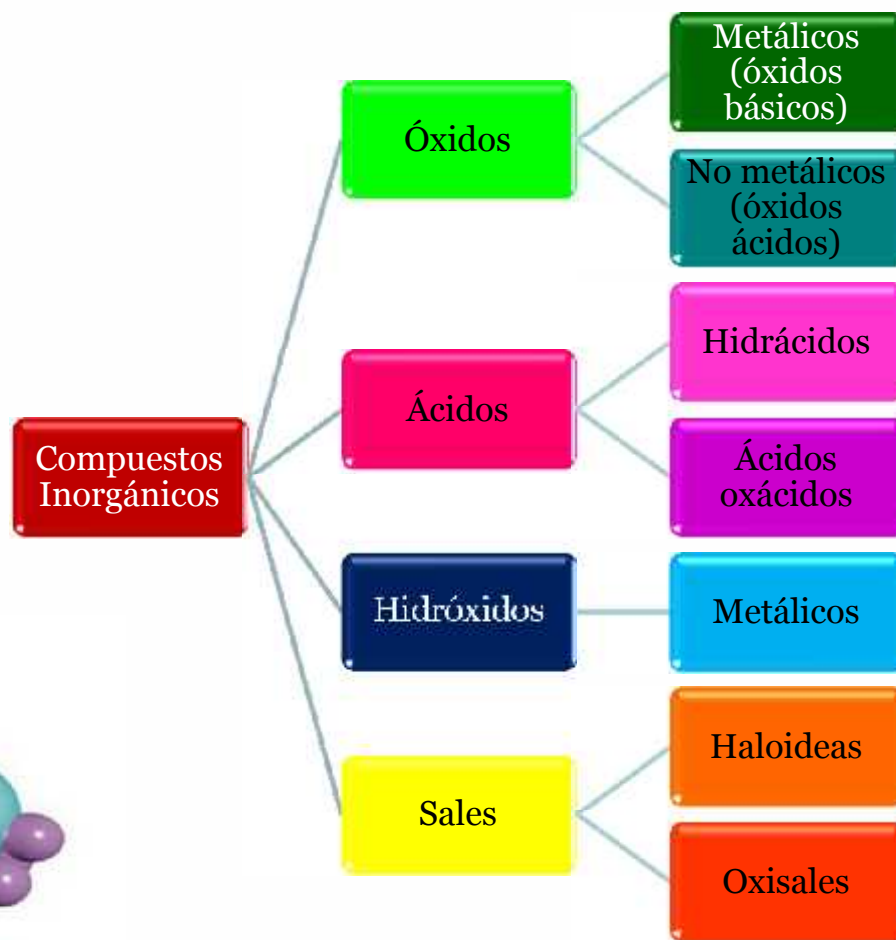 Compuestos
Inorgánicos
Óxidos
Metálicos
(óxidos
básicos)
No metálicos
(óxidos
ácidos)
Ácidos
Hidrácidos
Ácidos
oxácidos
Hidróxidos
Metálicos
Sales
Haloideas
Oxisales